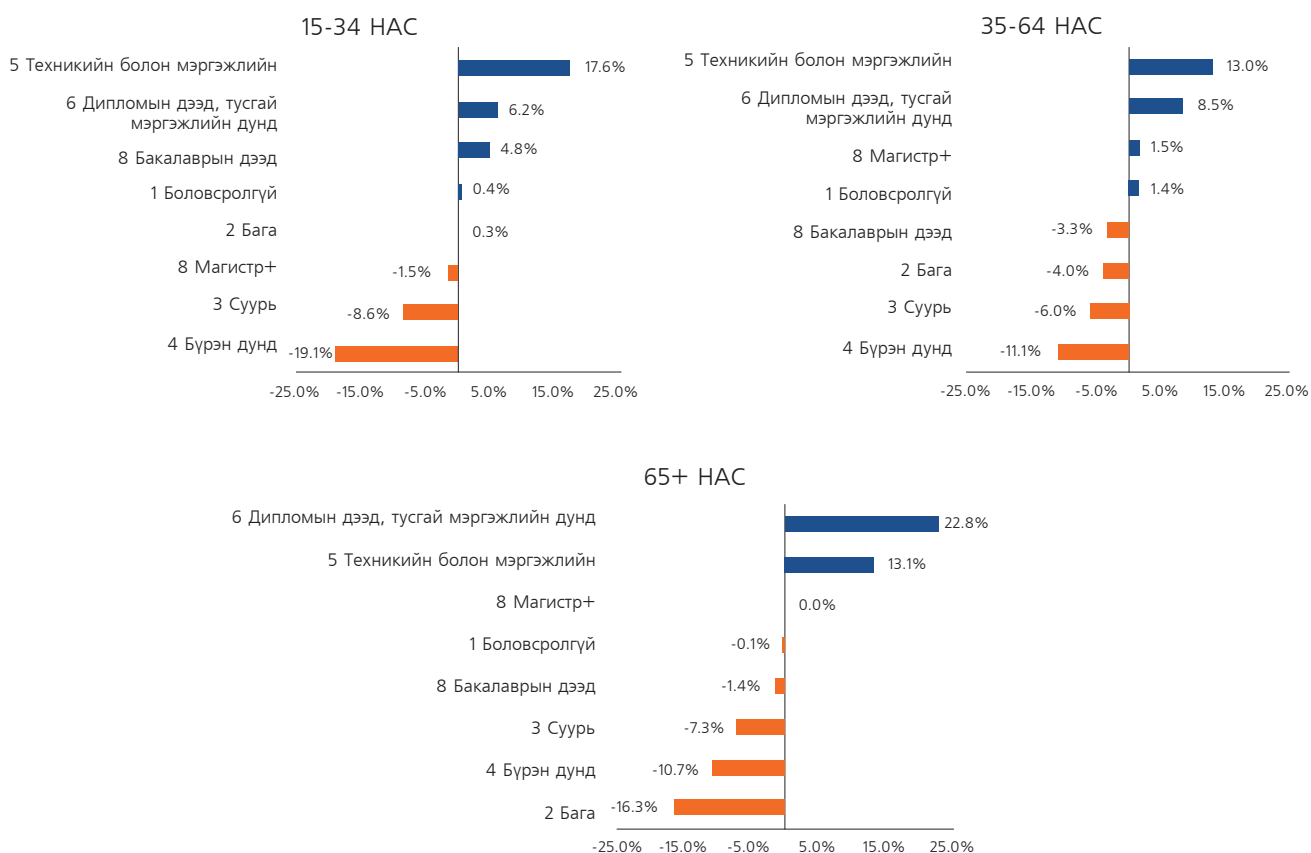 15-34 НАС
5 Техникийн болон мэргэжлийн
17.6%
6 Дипломын дээд, тусгай
мэргэжлийн дунд
6.2%
8 Бакалаврын дээд
4.8%
1 Боловсролгүй
0.4%
2 Бага
0.3%
8 Магистр+
-1.5%
3 Суурь
-8.6%
4 Бүрэн дунд
-19.1%
-25.0% -15.0% -5.0% 5.0% 15.0% 25.0%
35-64 НАС
5 Техникийн болон мэргэжлийн
13.0%
6 Дипломын дээд, тусгай
мэргэжлийн дунд
8.5%
8 Магистр+
1.5%
1 Боловсролгүй
1.4%
8 Бакалаврын дээд
-3.3%
2 Бага
-4.0%
3 Суурь
-6.0%
4 Бүрэн дунд
-11.1%
-25.0% -15.0% -5.0% 5.0% 15.0% 25.0%
65+ НАС
6 Дипломын дээд, тусгай мэргэжлийн дунд
22.8%
5 Техникийн болон мэргэжлийн
13.1%
8 Магистр+
0.0%
1 Боловсролгүй
-0.1%
8 Бакалаврын дээд
-1.4%
3 Суурь
-7.3%
4 Бүрэн дунд
-10.7%
2 Бага
-16.3%
-25.0% -15.0% -5.0% 5.0% 15.0% 25.0%